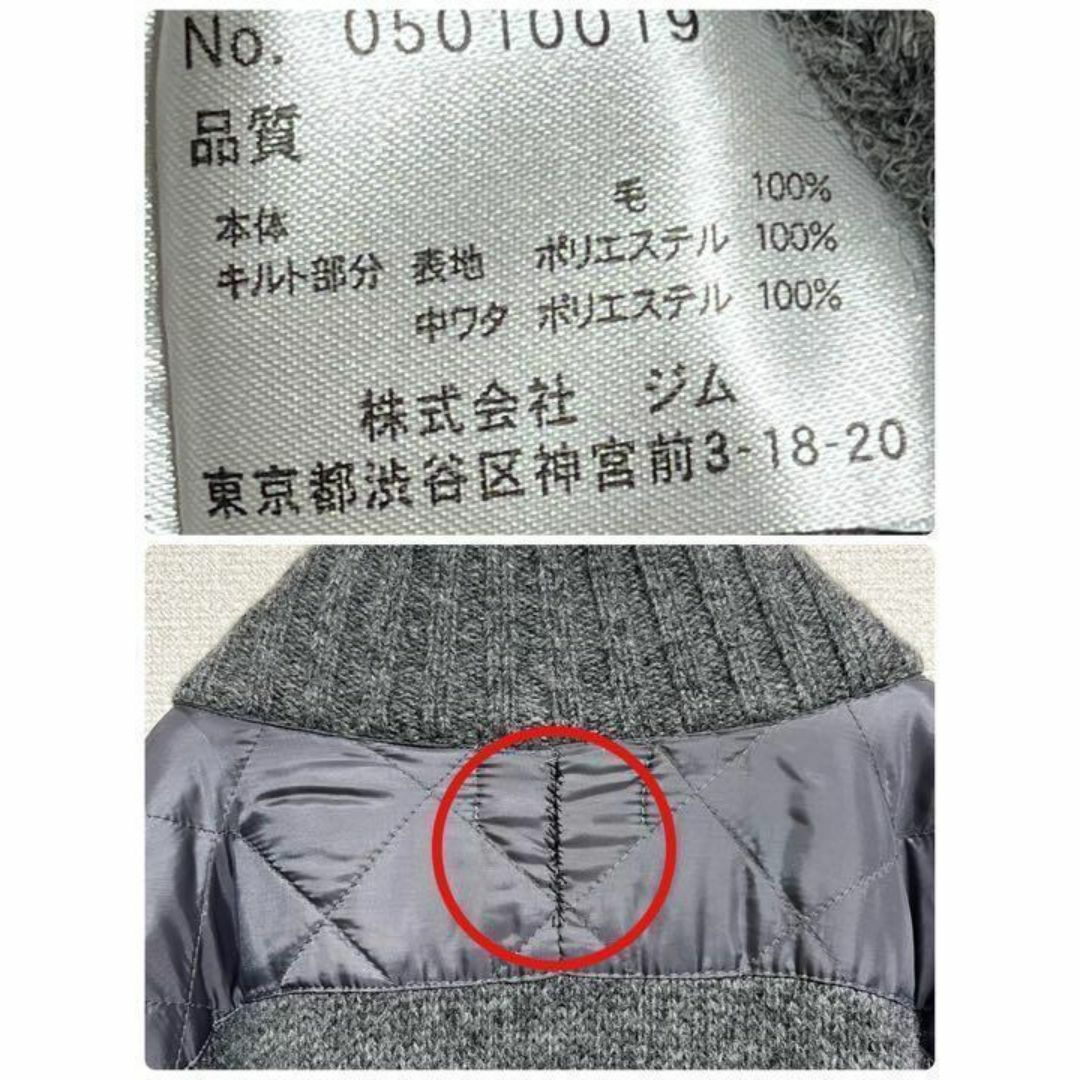 No. 05010019
品質
本体 毛 100%
キルト部分 表地 ポリエステル 100%
中ワタ ポリエステル 100%
株式会社 ジム
東京都渋谷区神宮前3-18-20